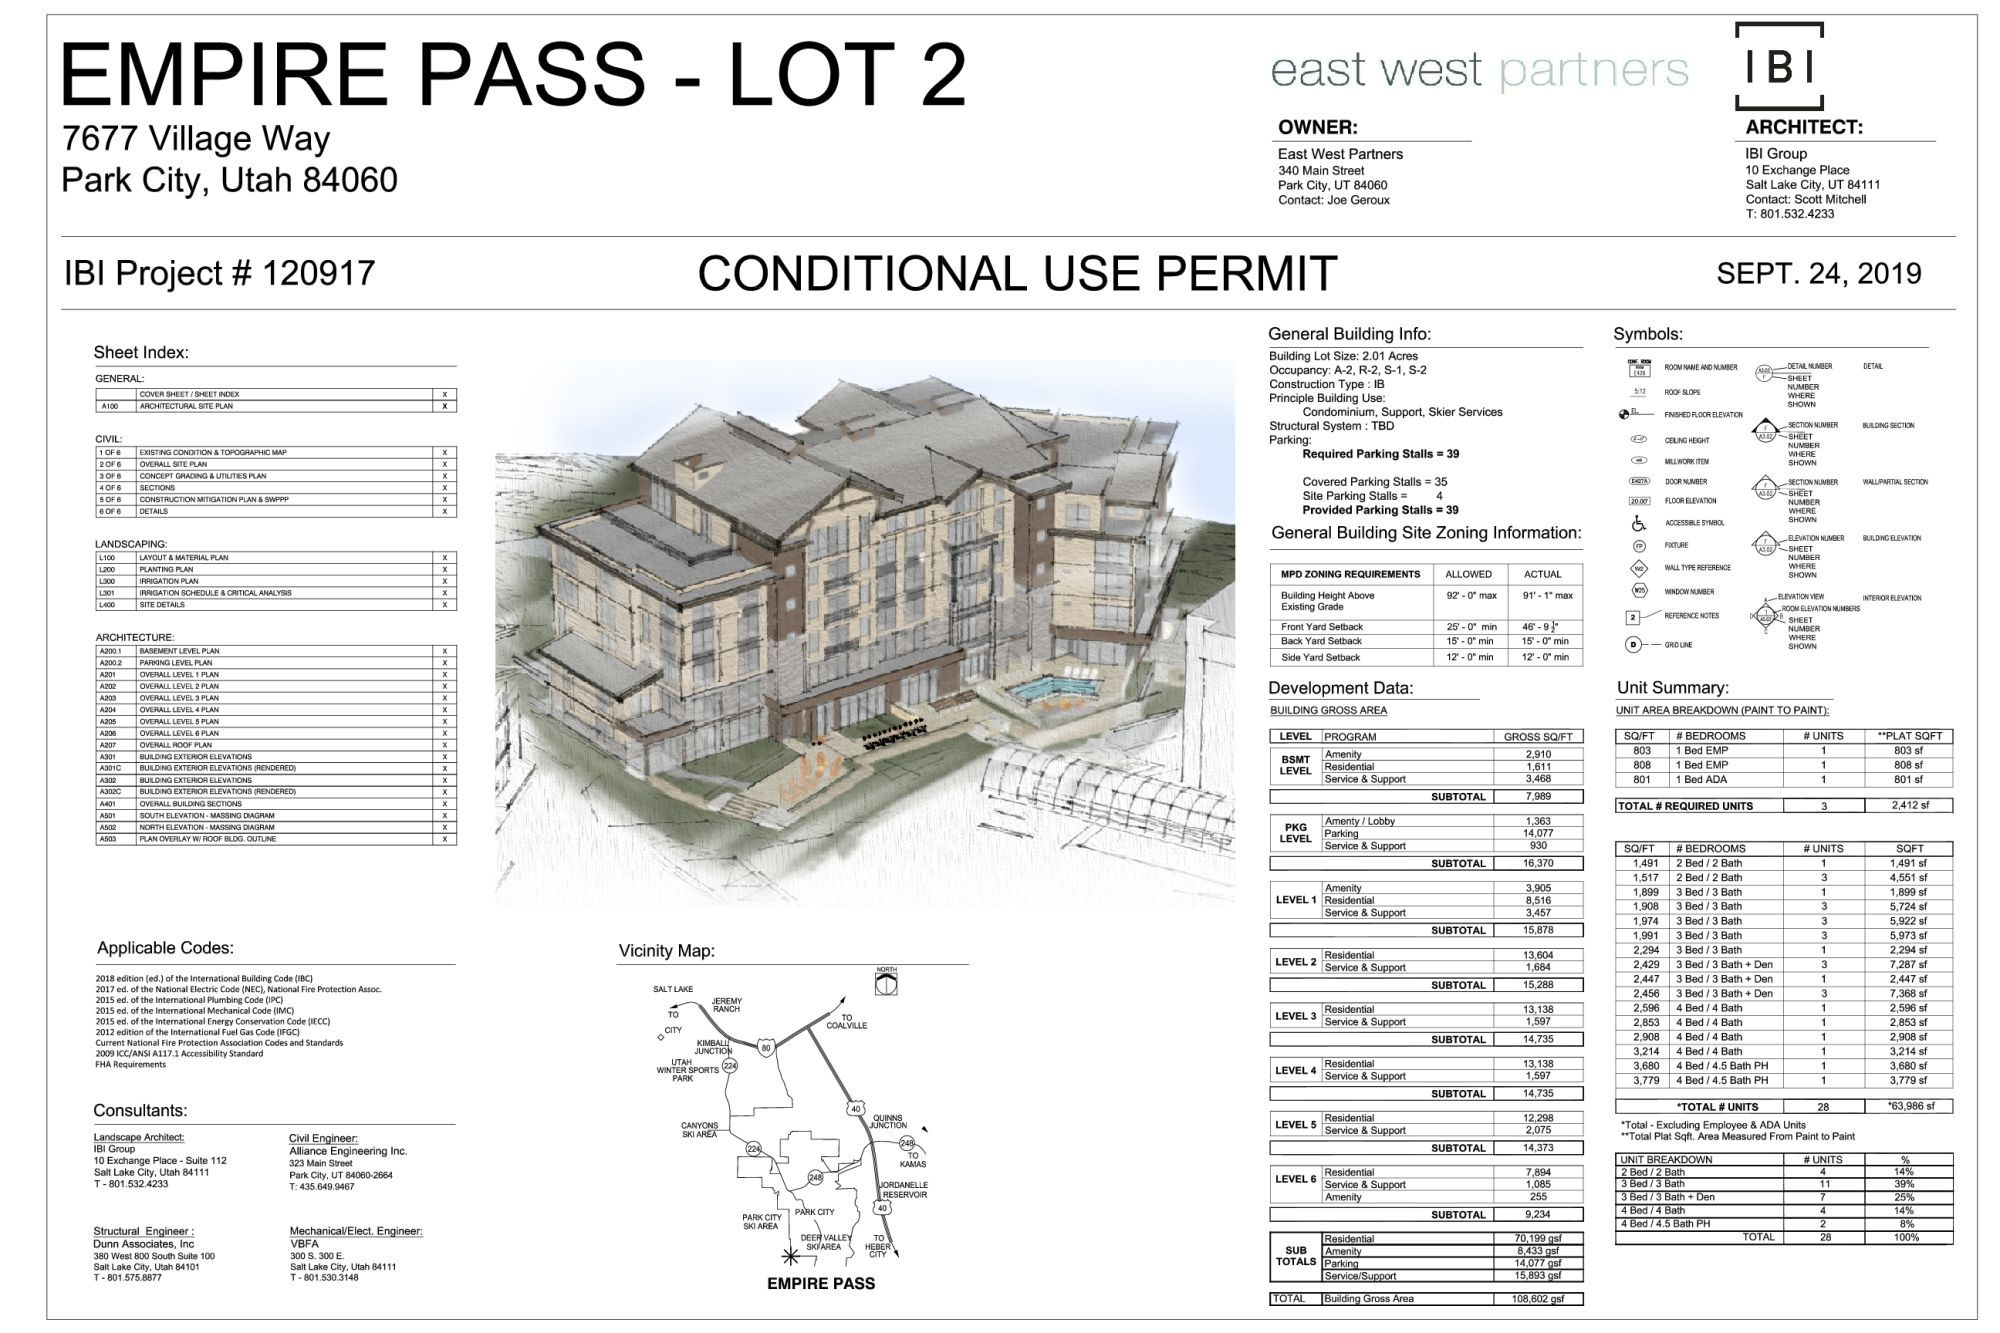 EMPIRE PASS - LOT 2
7677 Village Way
Park City, Utah 84060
east west partners
IBI
OWNER:
East West Partners
340 Main Street
Park City, UT 84060
Contact: Joe Geroux
ARCHITECT:
IBI Group
10 Exchange Place
Salt Lake City, UT 84111
Contact: Scott Mitchell
T: 801.532.4233
IBI Project # 120917
CONDITIONAL USE PERMIT
SEPT. 24, 2019
Sheet Index:
GENERAL:
COVER SHEET / SHEET INDEX X
A100 ARCHITECTURAL SITE PLAN X
CIVIL:
1 OF 6 EXISTING CONDITION & TOPOGRAPHIC MAP X
2 OF 6 OVERALL SITE PLAN X
3 OF 6 CONCEPT GRADING & UTILITIES PLAN X
4 OF 6 SECTIONS X
5 OF 6 CONSTRUCTION MITIGATION PLAN & SWPPP X
6 OF 6 DETAILS X
LANDSCAPING:
L100 LAYOUT & MATERIAL PLAN X
L200 PLANTING PLAN X
L300 IRRIGATION PLAN X
L301 IRRIGATION SCHEDULE & CRITICAL ANALYSIS X
L400 SITE DETAILS X
ARCHITECTURE:
A200.1 BASEMENT LEVEL PLAN X
A200.2 PARKING LEVEL PLAN X
A201 OVERALL LEVEL 1 PLAN X
A202 OVERALL LEVEL 2 PLAN X
A203 OVERALL LEVEL 3 PLAN X
A204 OVERALL LEVEL 4 PLAN X
A205 OVERALL LEVEL 5 PLAN X
A206 OVERALL LEVEL 6 PLAN X
A207 OVERALL ROOF PLAN X
A301 BUILDING EXTERIOR ELEVATIONS X
A301C BUILDING EXTERIOR ELEVATIONS (RENDERED) X
A302 BUILDING EXTERIOR ELEVATIONS X
A302C BUILDING EXTERIOR ELEVATIONS (RENDERED) X
A401 OVERALL BUILDING SECTIONS X
A501 SOUTH ELEVATION - MASSING DIAGRAM X
A502 NORTH ELEVATION - MASSING DIAGRAM X
A503 PLAN OVERLAY W/ ROOF BLDG. OUTLINE X
Applicable Codes:
2018 edition (ed.) of the International Building Code (IBC)
2017 ed. of the National Electric Code (NEC), National Fire Protection Assoc.
2015 ed. of the International Plumbing Code (IPC)
2015 ed. of the International Mechanical Code (IMC)
2015 ed. of the International Energy Conservation Code (IECC)
2012 edition of the International Fuel Gas Code (IFGC)
Current National Fire Protection Association Codes and Standards
2009 ICC/ANSI A117.1 Accessibility Standard
FHA Requirements
Consultants:
Landscape Architect:
IBI Group
10 Exchange Place - Suite 112
Salt Lake City, Utah 84111
T - 801.532.4233
Civil Engineer:
Alliance Engineering Inc.
323 Main Street
Park City, UT 84060-2664
T: 435.649.9467
Structural Engineer :
Dunn Associates, Inc
380 West 800 South Suite 100
Salt Lake City, Utah 84101
T - 801.575.8877
Mechanical/Elect. Engineer:
VBFA
300 S. 300 E.
Salt Lake City, Utah 84111
T - 801.530.3148
Vicinity Map:
NORTH
SALT LAKE
JEREMY
RANCH
TO
CITY
TO
COALVILLE
KIMBALL
JUNCTION
80
UTAH
WINTER SPORTS
PARK
224
40
QUINNS
JUNCTION
CANYONS
SKI AREA
224
248
TO
KAMAS
248
JORDANELLE
RESERVOIR
40
PARK CITY
PARK CITY
SKI AREA
DEER VALLEY
SKI AREA
TO
HEBER
CITY
EMPIRE PASS
General Building Info:
Building Lot Size: 2.01 Acres
Occupancy: A-2, R-2, S-1, S-2
Construction Type : IB
Principle Building Use:
Condominium, Support, Skier Services
Structural System : TBD
Parking:
Required Parking Stalls = 39
Covered Parking Stalls = 35
Site Parking Stalls = 4
Provided Parking Stalls = 39
General Building Site Zoning Information:
MPD ZONING REQUIREMENTS ALLOWED ACTUAL
Building Height Above
Existing Grade 92' - 0" max 91' - 1" max
Front Yard Setback 25' - 0" min 46' - 9 ½"
Back Yard Setback 15' - 0" min 15' - 0" min
Side Yard Setback 12' - 0" min 12' - 0" min
Development Data:
BUILDING GROSS AREA
LEVEL PROGRAM GROSS SQ/FT
BSMT LEVEL
Amenity 2,910
Residential 1,611
Service & Support 3,468
SUBTOTAL 7,989
PKG LEVEL
Amenty / Lobby 1,363
Parking 14,077
Service & Support 930
SUBTOTAL 16,370
LEVEL 1
Amenity 3,905
Residential 8,516
Service & Support 3,457
SUBTOTAL 15,878
LEVEL 2
Residential 13,604
Service & Support 1,684
SUBTOTAL 15,288
LEVEL 3
Residential 13,138
Service & Support 1,597
SUBTOTAL 14,735
LEVEL 4
Residential 13,138
Service & Support 1,597
SUBTOTAL 14,735
LEVEL 5
Residential 12,298
Service & Support 2,075
SUBTOTAL 14,373
LEVEL 6
Residential 7,894
Service & Support 1,085
Amenity 255
SUBTOTAL 9,234
SUB TOTALS
Residential 70,199 gsf
Amenity 8,433 gsf
Parking 14,077 gsf
Service/Support 15,893 gsf
TOTAL Building Gross Area 108,602 gsf
Symbols:
ROOM NAME AND NUMBER
5:12 ROOF SLOPE
EL. FINISHED FLOOR ELEVATION
CEILING HEIGHT
MILLWORK ITEM
E427A DOOR NUMBER
20.00' FLOOR ELEVATION
ACCESSIBLE SYMBOL
FP FIXTURE
W2 WALL TYPE REFERENCE
W25 WINDOW NUMBER
2 REFERENCE NOTES
D GRID LINE
DETAIL NUMBER DETAIL
SHEET
NUMBER
WHERE
SHOWN
SECTION NUMBER BUILDING SECTION
A3.02 SHEET
NUMBER
WHERE
SHOWN
SECTION NUMBER WALL/PARTIAL SECTION
A3.02 SHEET
NUMBER
WHERE
SHOWN
ELEVATION NUMBER BUILDING ELEVATION
A3.02 SHEET
NUMBER
WHERE
SHOWN
ELEVATION VIEW INTERIOR ELEVATION
ROOM ELEVATION NUMBERS
SHEET
NUMBER
WHERE
SHOWN
Unit Summary:
UNIT AREA BREAKDOWN (PAINT TO PAINT):
SQ/FT # BEDROOMS # UNITS **PLAT SQFT
803 1 Bed EMP 1 803 sf
808 1 Bed EMP 1 808 sf
801 1 Bed ADA 1 801 sf
TOTAL # REQUIRED UNITS 3 2,412 sf
SQ/FT # BEDROOMS # UNITS SQFT
1,491 2 Bed / 2 Bath 1 1,491 sf
1,517 2 Bed / 2 Bath 3 4,551 sf
1,899 3 Bed / 3 Bath 1 1,899 sf
1,908 3 Bed / 3 Bath 3 5,724 sf
1,974 3 Bed / 3 Bath 3 5,922 sf
1,991 3 Bed / 3 Bath 3 5,973 sf
2,294 3 Bed / 3 Bath 1 2,294 sf
2,429 3 Bed / 3 Bath + Den 3 7,287 sf
2,447 3 Bed / 3 Bath + Den 1 2,447 sf
2,456 3 Bed / 3 Bath + Den 3 7,368 sf
2,596 4 Bed / 4 Bath 1 2,596 sf
2,853 4 Bed / 4 Bath 1 2,853 sf
2,908 4 Bed / 4 Bath 1 2,908 sf
3,214 4 Bed / 4 Bath 1 3,214 sf
3,680 4 Bed / 4.5 Bath PH 1 3,680 sf
3,779 4 Bed / 4.5 Bath PH 1 3,779 sf
*TOTAL # UNITS 28 *63,986 sf
*Total - Excluding Employee & ADA Units
**Total Plat Sqft. Area Measured From Paint to Paint
UNIT BREAKDOWN # UNITS %
2 Bed / 2 Bath 4 14%
3 Bed / 3 Bath 11 39%
3 Bed / 3 Bath + Den 7 25%
4 Bed / 4 Bath 4 14%
4 Bed / 4.5 Bath PH 2 8%
TOTAL 28 100%